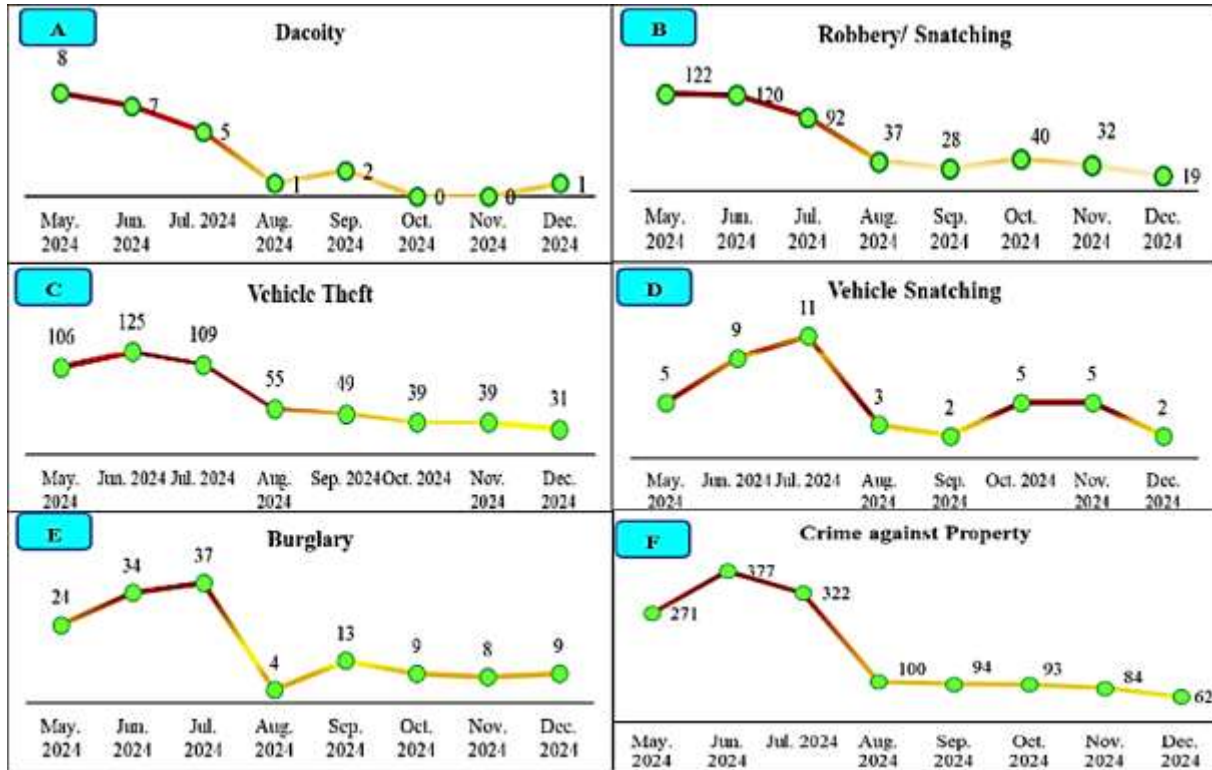 A
Dacoity
8
7
5
1
2
0
0
1
May. 2024
Jun. 2024
Jul. 2024
Aug. 2024
Sep. 2024
Oct. 2024
Nov. 2024
Dec. 2024
B
Robbery/ Snatching
122
120
92
37
28
40
32
19
May. 2024
Jun. 2024
Jul. 2024
Aug. 2024
Sep. 2024
Oct. 2024
Nov. 2024
Dec. 2024
C
Vehicle Theft
106
125
109
55
49
39
39
31
May. 2024
Jun. 2024
Jul. 2024
Aug. 2024
Sep. 2024
Oct. 2024
Nov. 2024
Dec. 2024
D
Vehicle Snatching
5
9
11
3
2
5
5
2
May. 2024
Jun. 2024
Jul. 2024
Aug. 2024
Sep. 2024
Oct. 2024
Nov. 2024
Dec. 2024
E
Burglary
24
34
37
4
13
9
8
9
May. 2024
Jun. 2024
Jul. 2024
Aug. 2024
Sep. 2024
Oct. 2024
Nov. 2024
Dec. 2024
F
Crime against Property
271
377
322
100
94
93
84
62
May. 2024
Jun. 2024
Jul. 2024
Aug. 2024
Sep. 2024
Oct. 2024
Nov. 2024
Dec. 2024